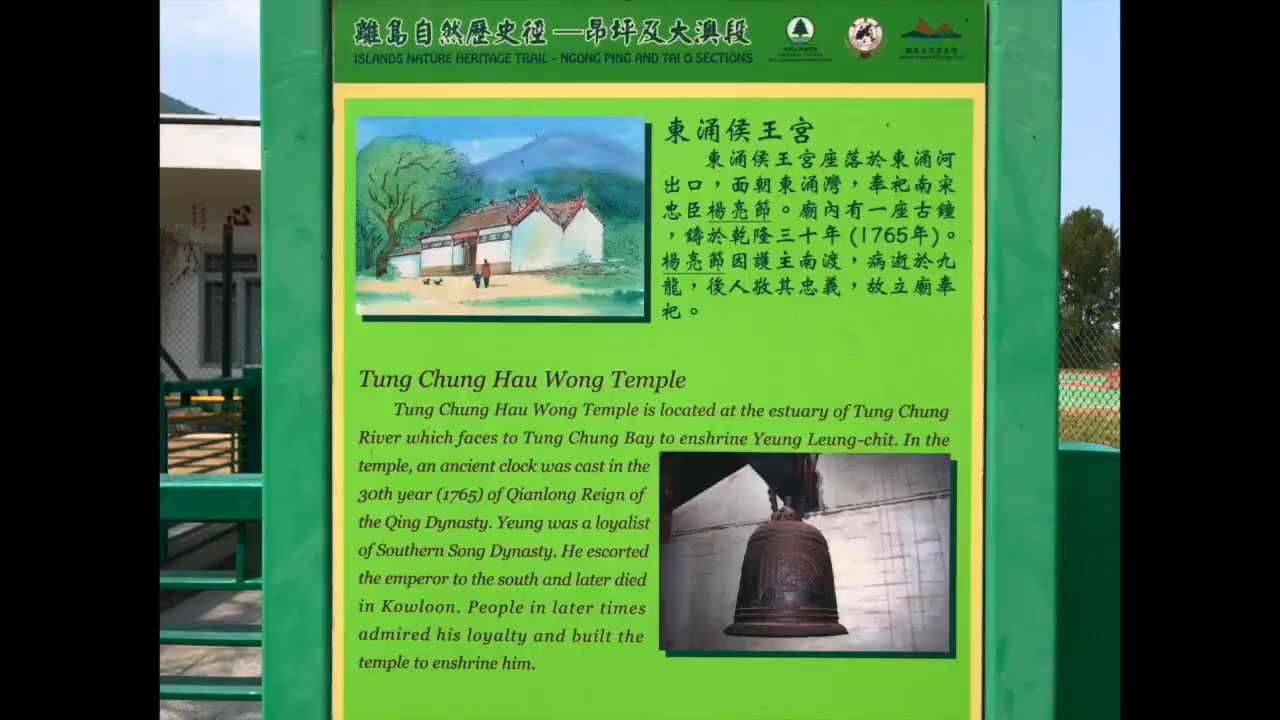 離島自然歷史徑—昂坪及大澳段
ISLANDS NATURE HERITAGE TRAIL - NGONG PING AND TAI O SECTIONS
東涌侯王宮
東涌侯王宮座落於東涌河
出口，面朝東涌灣，奉祀南宋
忠臣楊亮節。廟內有一座古鐘
，鑄於乾隆三十年(1765年)。
楊亮節因護主南渡，病逝於九
龍，後人敬其忠義，故立廟奉
祀。
Tung Chung Hau Wong Temple
Tung Chung Hau Wong Temple is located at the estuary of Tung Chung
River which faces to Tung Chung Bay to enshrine Yeung Leung-chit. In the
temple, an ancient clock was cast in the
30th year (1765) of Qianlong Reign of
the Qing Dynasty. Yeung was a loyalist
of Southern Song Dynasty. He escorted
the emperor to the south and later died
in Kowloon. People in later times
admired his loyalty and built the
temple to enshrine him.
心